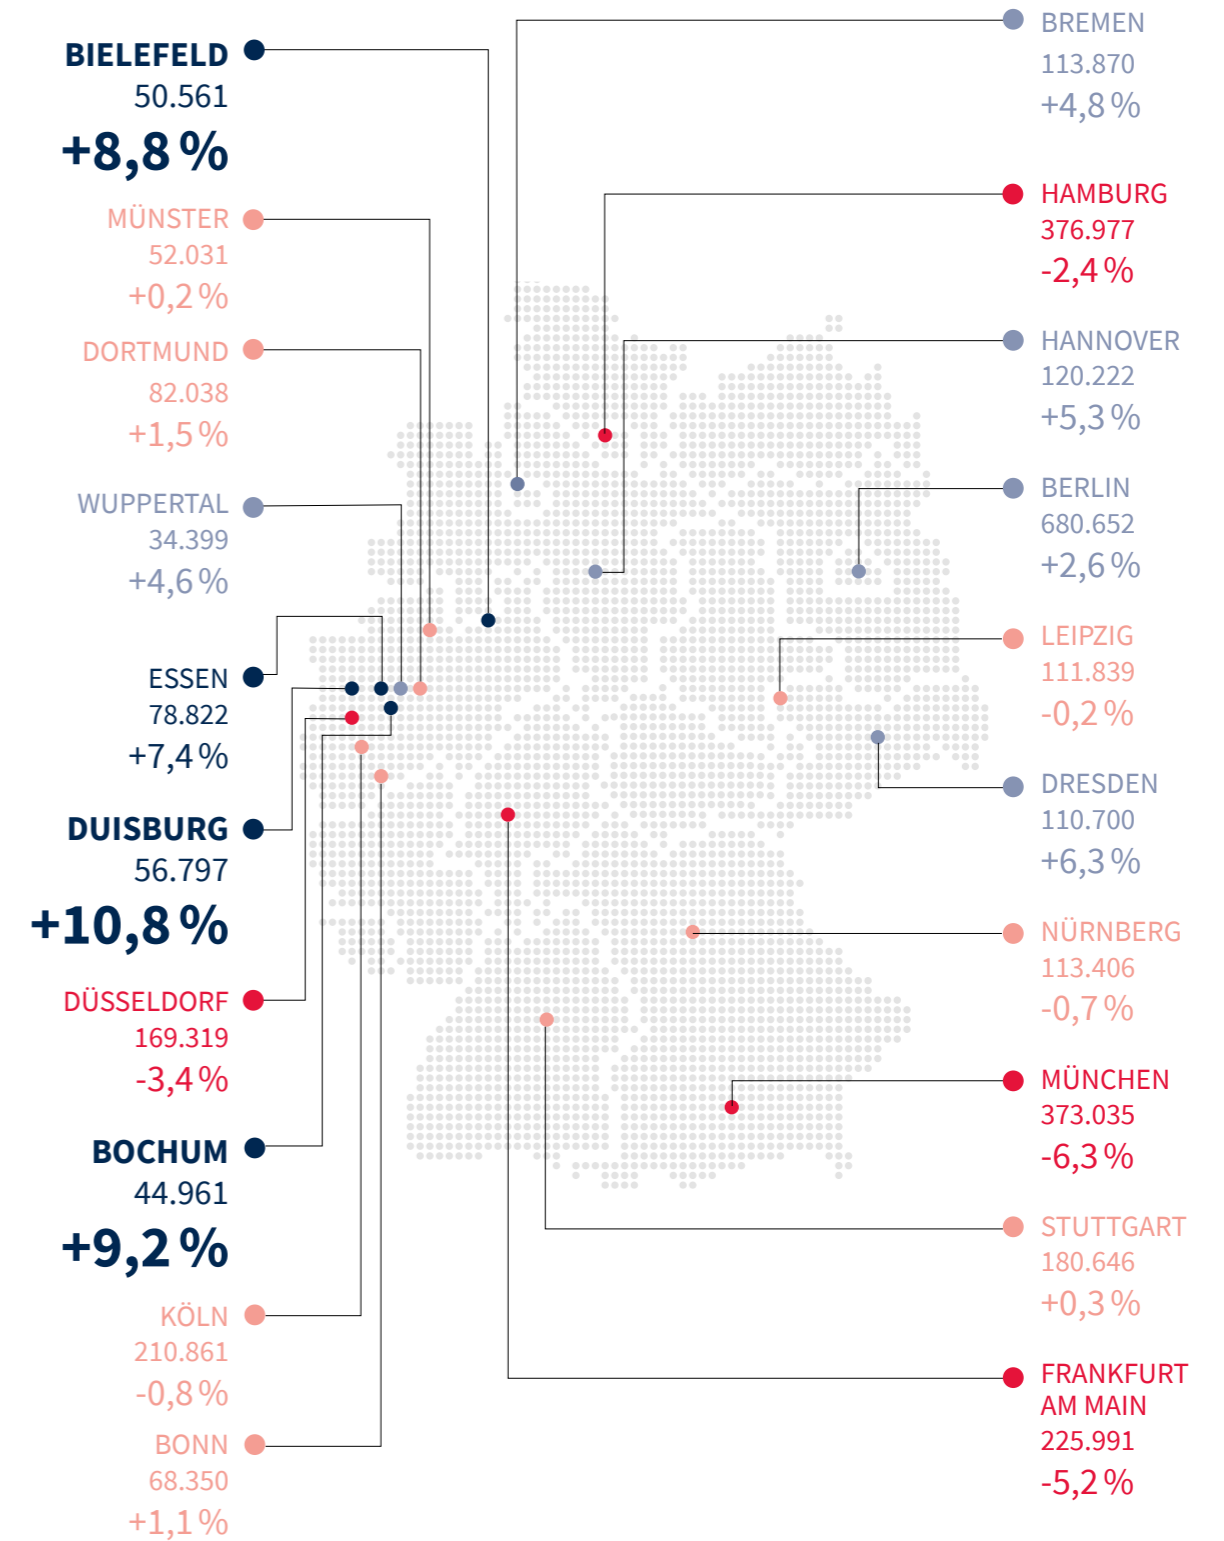 BIELEFELD
50.561
+8,8 %
MÜNSTER
52.031
+0,2 %
DORTMUND
82.038
+1,5 %
WUPPERTAL
34.399
+4,6 %
ESSEN
78.822
+7,4 %
DUISBURG
56.797
+10,8 %
DÜSSELDORF
169.319
-3,4 %
BOCHUM
44.961
+9,2 %
KÖLN
210.861
-0,8 %
BONN
68.350
+1,1 %
BREMEN
113.870
+4,8 %
HAMBURG
376.977
-2,4 %
HANNOVER
120.222
+5,3 %
BERLIN
680.652
+2,6 %
LEIPZIG
111.839
-0,2 %
DRESDEN
110.700
+6,3 %
NÜRNBERG
113.406
-0,7 %
MÜNCHEN
373.035
-6,3 %
STUTTGART
180.646
+0,3 %
FRANKFURT
AM MAIN
225.991
-5,2 %